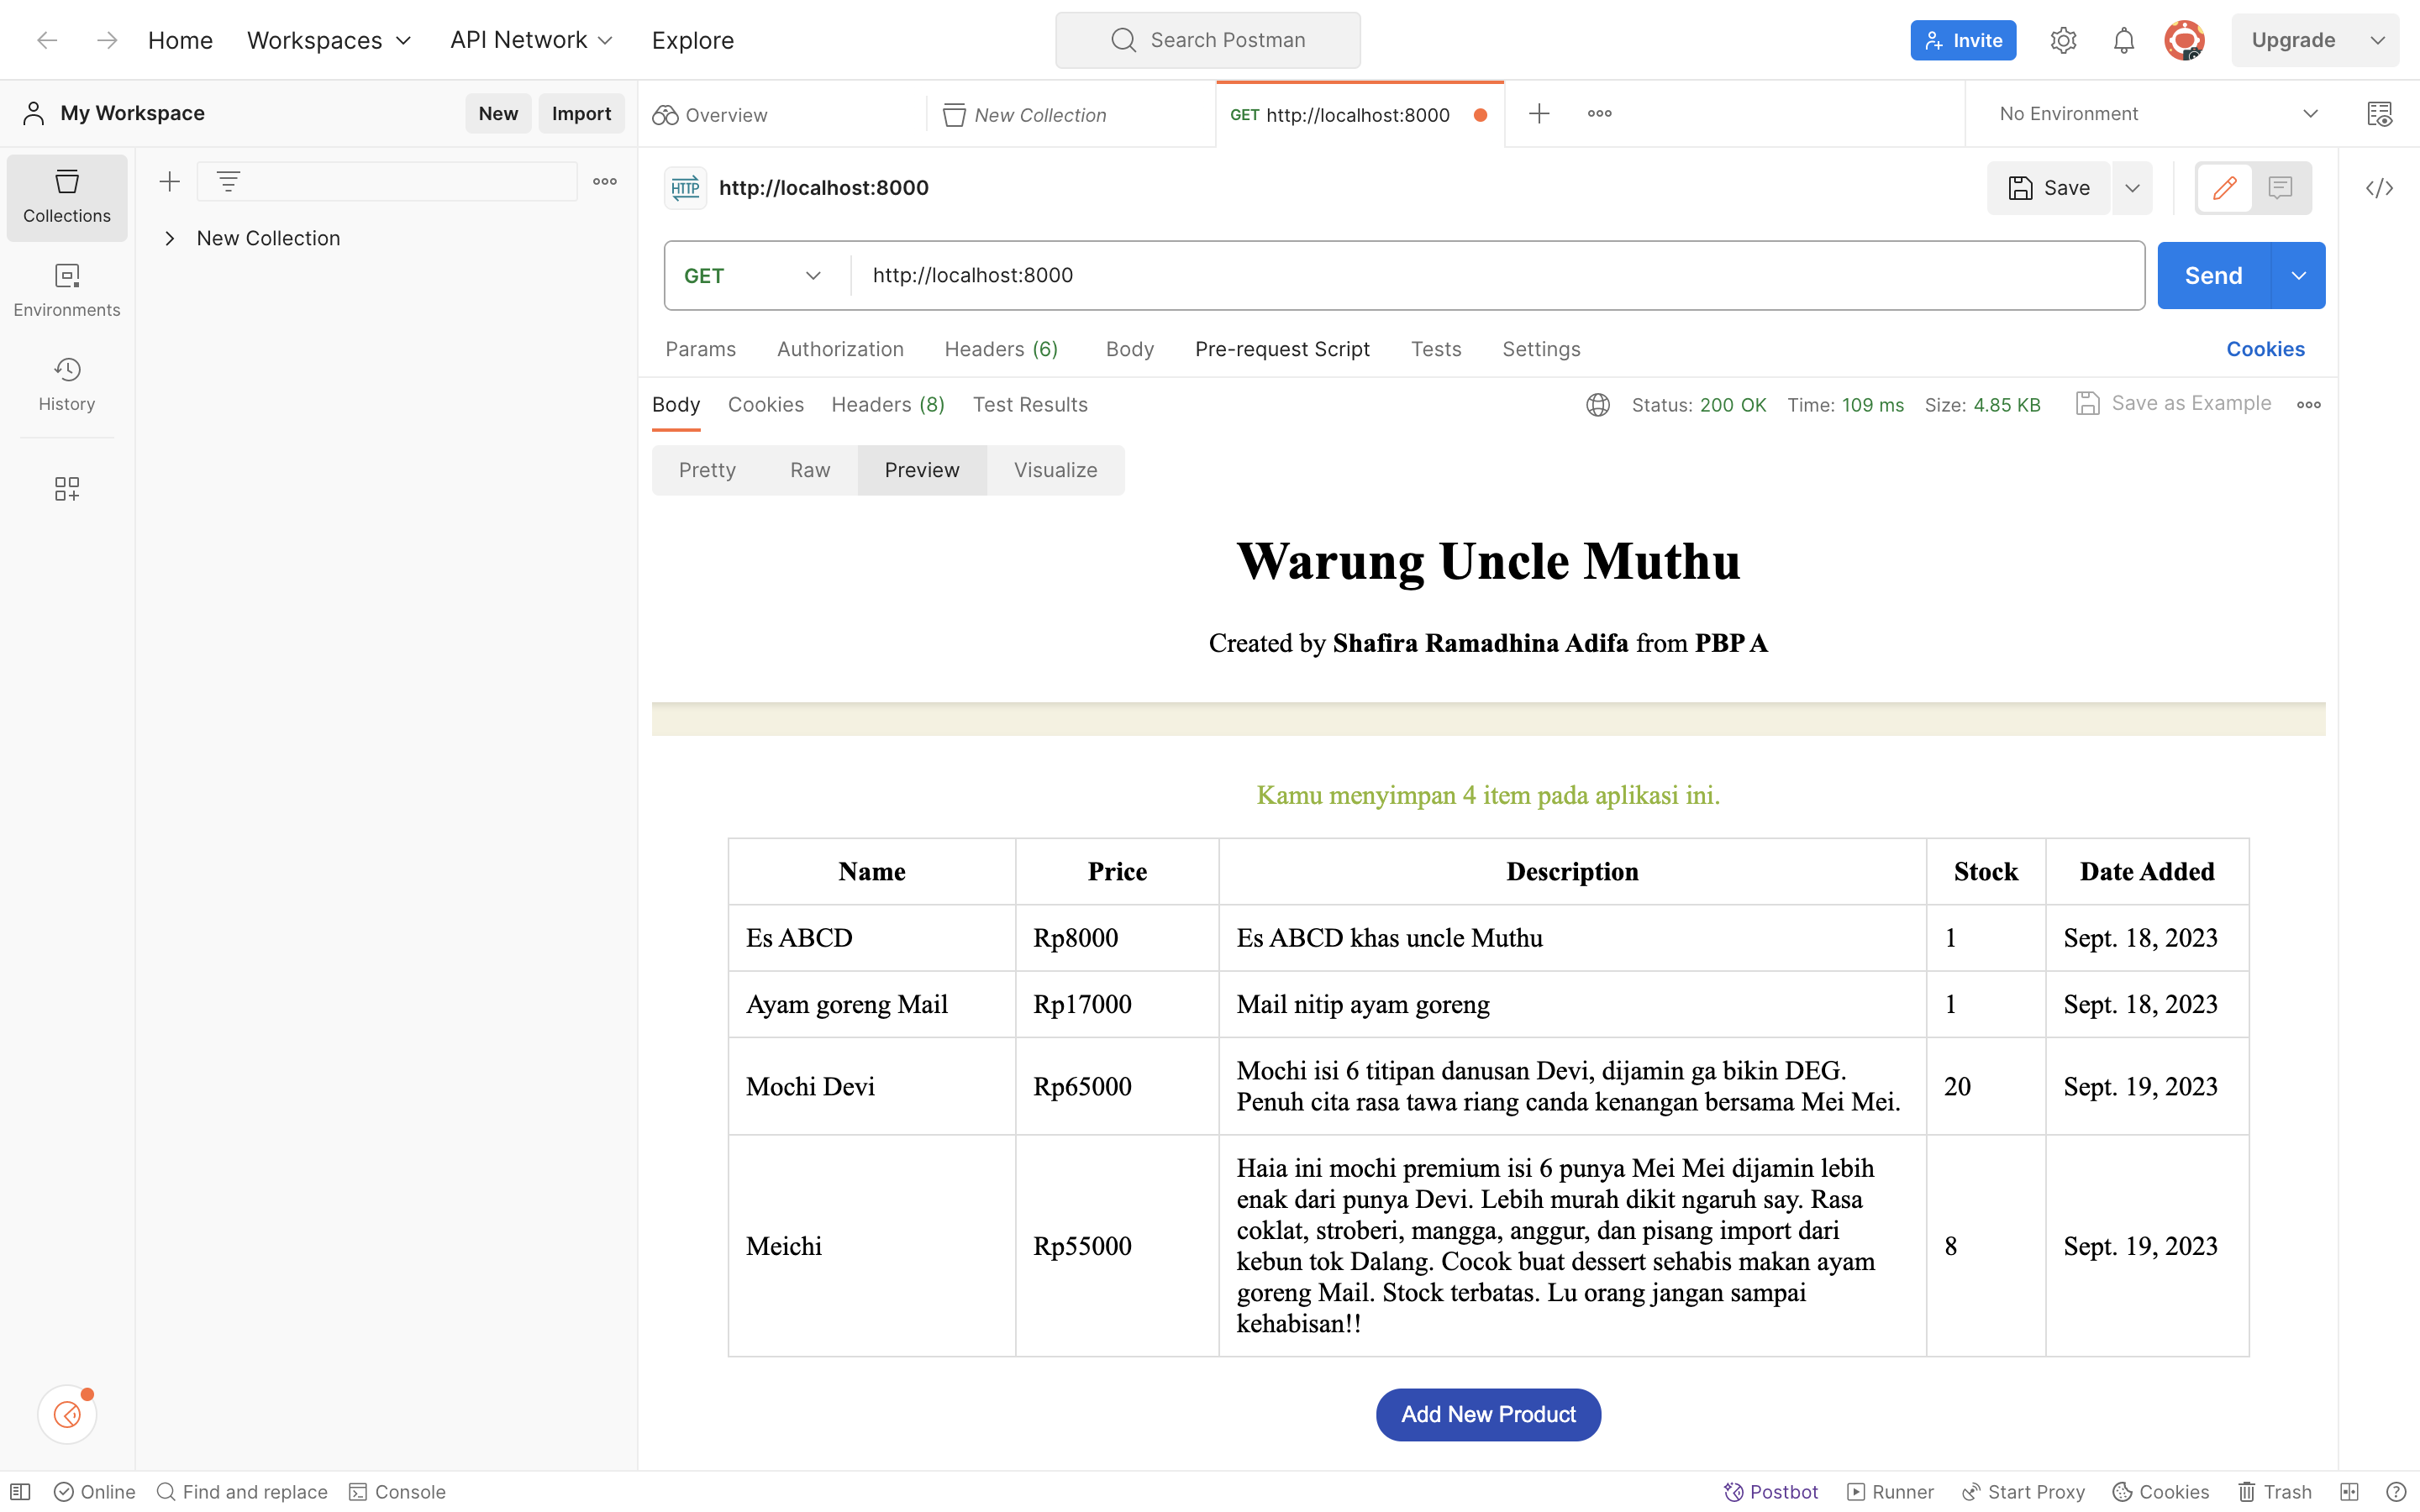 Home Workspaces API Network Explore Search Postman Invite Upgrade
My Workspace New Import Overview New Collection GET http://localhost:8000 No Environment
Collections
Environments
History
New Collection
HTTP http://localhost:8000 Save
GET http://localhost:8000 Send
Params Authorization Headers (6) Body Pre-request Script Tests Settings Cookies
Body Cookies Headers (8) Test Results Status: 200 OK Time: 109 ms Size: 4.85 KB Save as Example
Pretty Raw Preview Visualize
Warung Uncle Muthu
Created by Shafira Ramadhina Adifa from PBP A
Kamu menyimpan 4 item pada aplikasi ini.
Name Price Description Stock Date Added
Es ABCD Rp8000 Es ABCD khas uncle Muthu 1 Sept. 18, 2023
Ayam goreng Mail Rp17000 Mail nitip ayam goreng 1 Sept. 18, 2023
Mochi Devi Rp65000 Mochi isi 6 titipan danusan Devi, dijamin ga bikin DEG.
Penuh cita rasa tawa riang canda kenangan bersama Mei Mei. 20 Sept. 19, 2023
Meichi Rp55000 Haia ini mochi premium isi 6 punya Mei Mei dijamin lebih
enak dari punya Devi. Lebih murah dikit ngaruh say. Rasa
coklat, stroberi, mangga, anggur, dan pisang import dari
kebun tok Dalang. Cocok buat dessert sehabis makan ayam
goreng Mail. Stock terbatas. Lu orang jangan sampai
kehabisan!! 8 Sept. 19, 2023
Add New Product
Online Find and replace Console Postbot Runner Start Proxy Cookies Trash